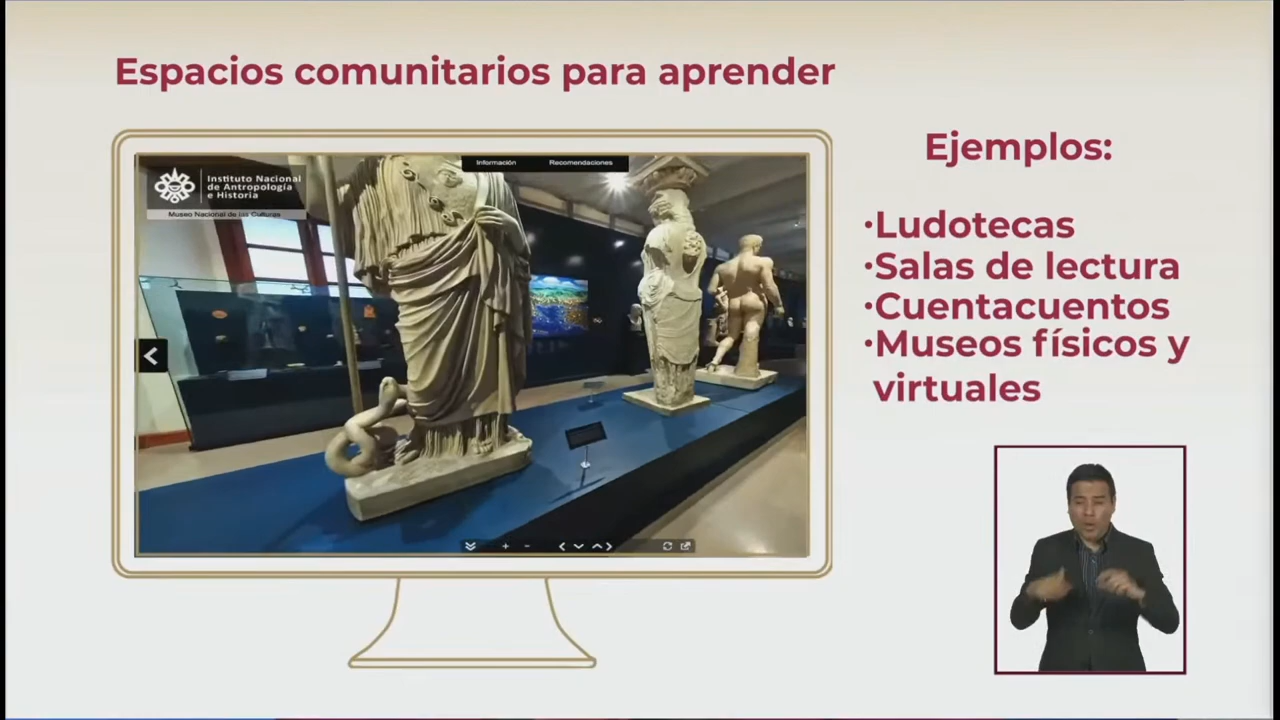 Espacios comunitarios para aprender
Ejemplos:
•Ludotecas
•Salas de lectura
•Cuentacuentos
•Museos físicos y
virtuales
Información
Recomendaciones
Instituto Nacional
de Antropología
e Historia
Museo Nacional de las Culturas